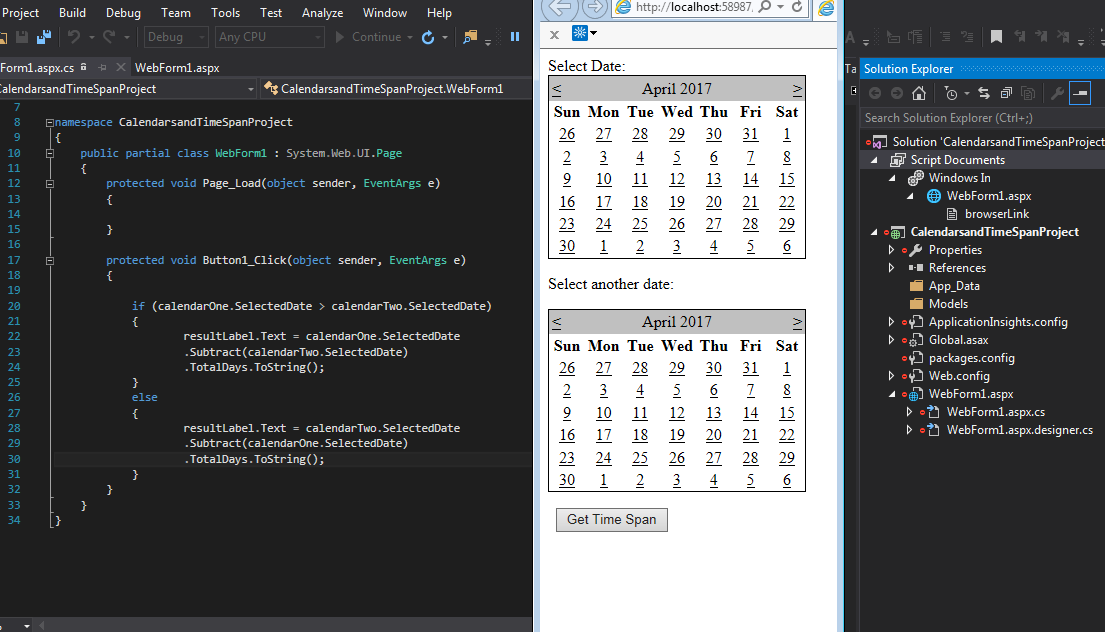 Project Build Debug Team Tools Test Analyze Window Help
Debug Any CPU Continue
Form1.aspx.cs WebForm1.aspx
CalendarsandTimeSpanProject CalendarsandTimeSpanProject.WebForm1
7
8 namespace CalendarsandTimeSpanProject
9 {
10 public partial class WebForm1 : System.Web.UI.Page
11 {
12 protected void Page_Load(object sender, EventArgs e)
13 {
14
15 }
16
17 protected void Button1_Click(object sender, EventArgs e)
18 {
19
20 if (calendarOne.SelectedDate > calendarTwo.SelectedDate)
21 {
22 resultLabel.Text = calendarOne.SelectedDate
23 .Subtract(calendarTwo.SelectedDate)
24 .TotalDays.ToString();
25 }
26 else
27 {
28 resultLabel.Text = calendarTwo.SelectedDate
29 .Subtract(calendarOne.SelectedDate)
30 .TotalDays.ToString();
31 }
32 }
33 }
34 }
http://localhost:58987,
x
Select Date:
< April 2017 >
Sun Mon Tue Wed Thu Fri Sat
26 27 28 29 30 31 1
2 3 4 5 6 7 8
9 10 11 12 13 14 15
16 17 18 19 20 21 22
23 24 25 26 27 28 29
30 1 2 3 4 5 6
Select another date:
< April 2017 >
Sun Mon Tue Wed Thu Fri Sat
26 27 28 29 30 31 1
2 3 4 5 6 7 8
9 10 11 12 13 14 15
16 17 18 19 20 21 22
23 24 25 26 27 28 29
30 1 2 3 4 5 6
Get Time Span
Ta
Solution Explorer
Search Solution Explorer (Ctrl+;)
Solution 'CalendarsandTimeSpanProject
Script Documents
Windows In
WebForm1.aspx
browserLink
CalendarsandTimeSpanProject
Properties
References
App_Data
Models
ApplicationInsights.config
Global.asax
packages.config
Web.config
WebForm1.aspx
WebForm1.aspx.cs
WebForm1.aspx.designer.cs